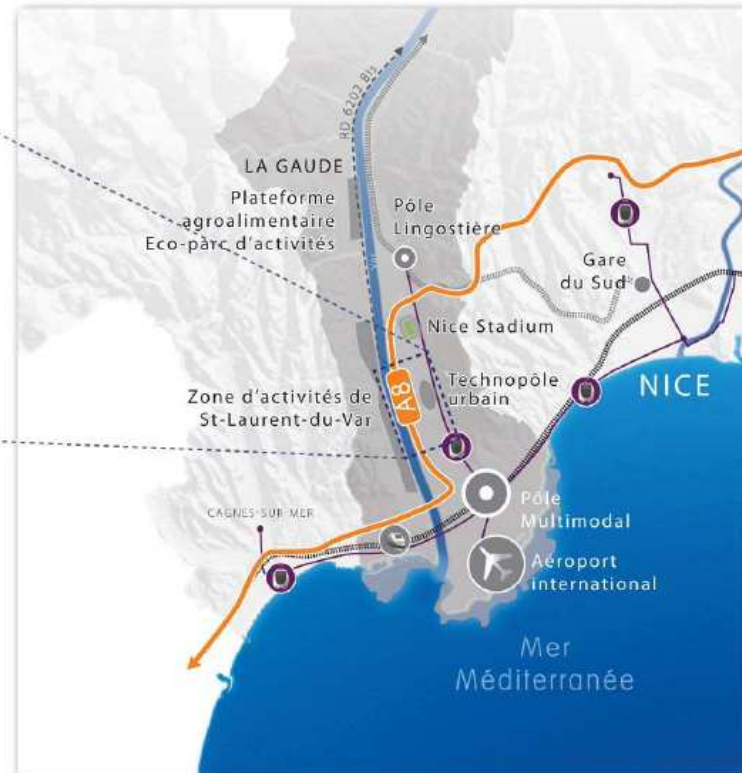 RD 6202 Bis
LA GAUDE
Plateforme
agroalimentaire
Eco-parc d'activités
Pôle
Lingostière
Var
Gare
du Sud
Nice Stadium
Zone d'activités de
St-Laurent-du-Var
A8
Technopôle
urbain
NICE
CAGNES-SUR-MER
Pôle
Multimodal
Aéroport
international
Mer
Méditerranée